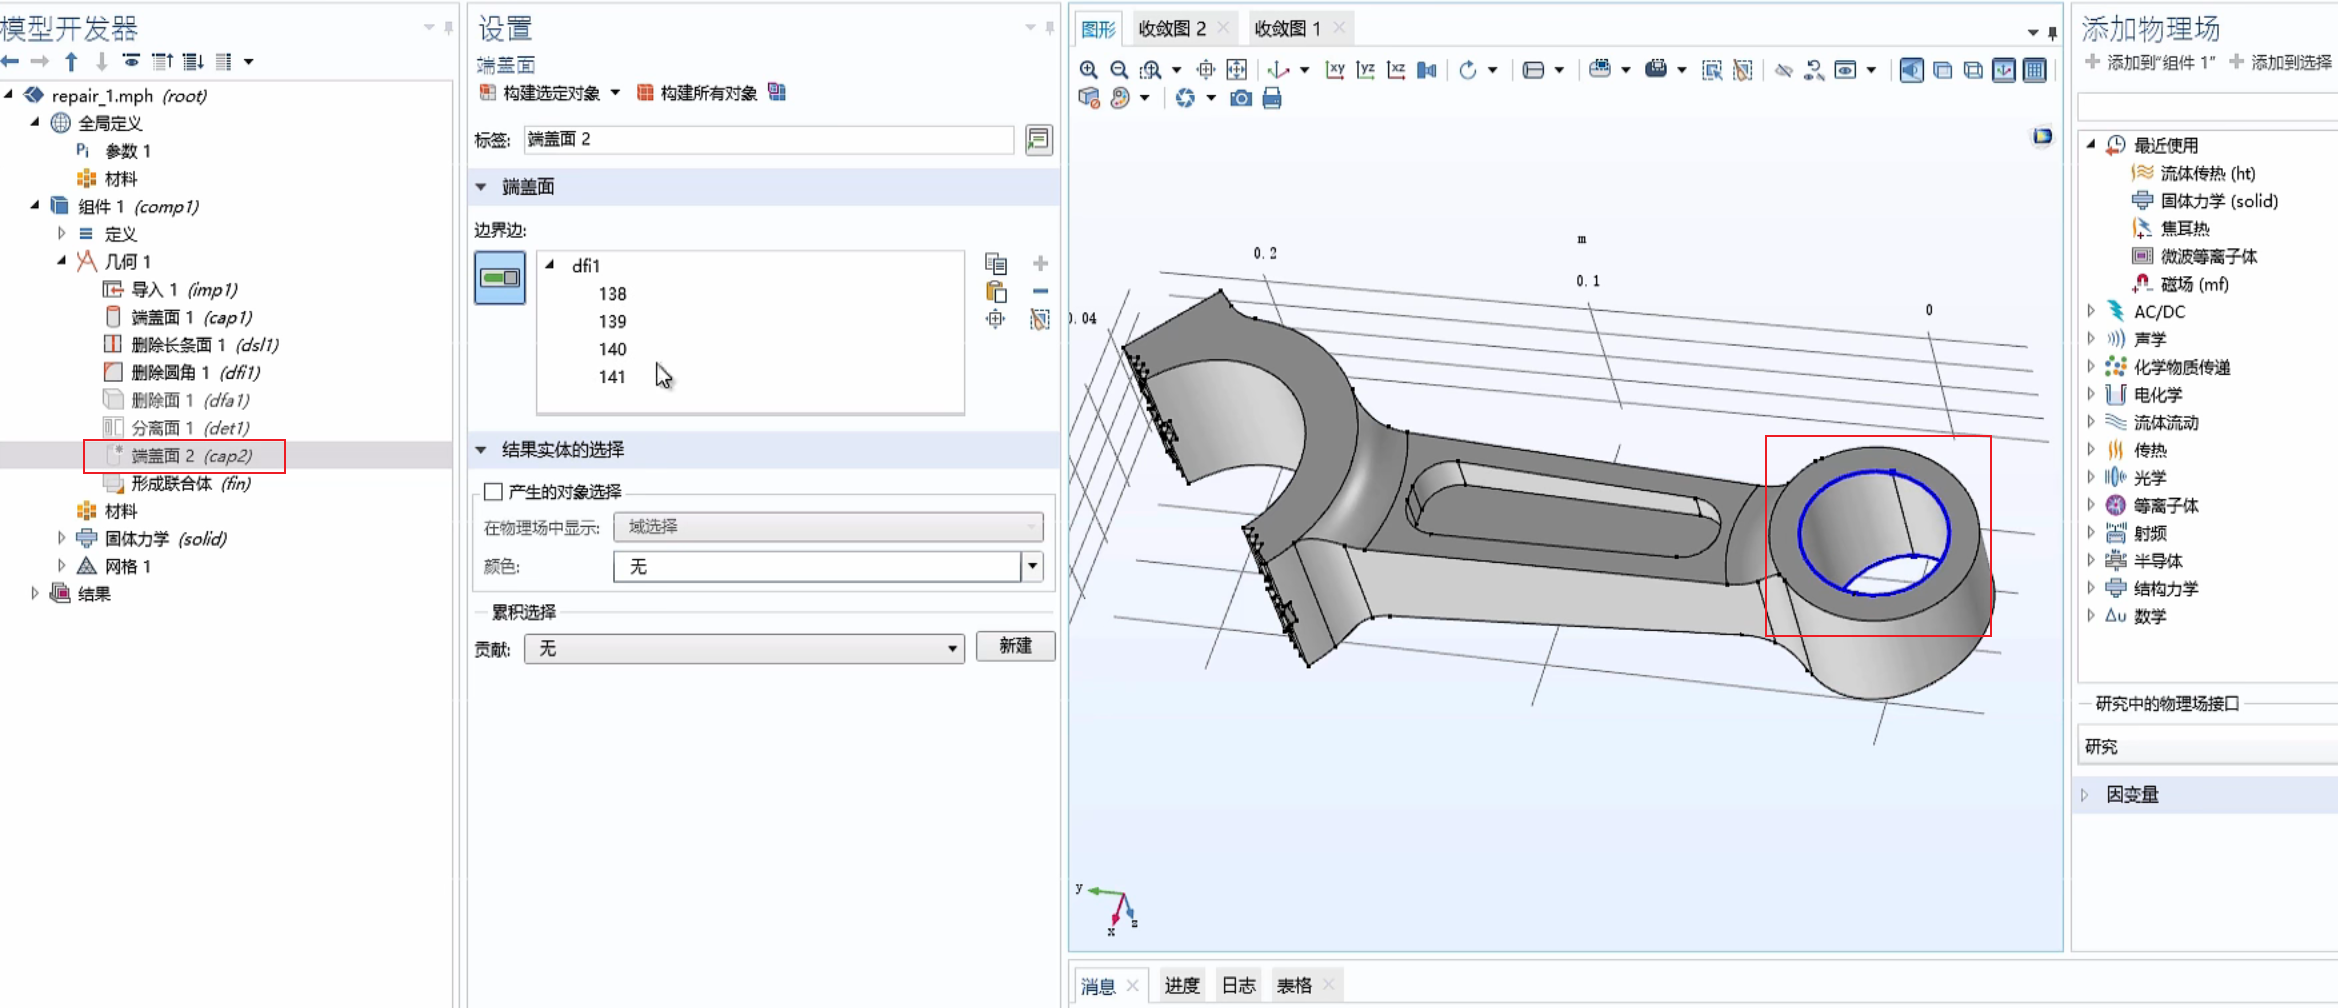 模型开发器
repair_1.mph (root)
全局定义
Pi 参数 1
材料
组件 1 (comp1)
定义
几何 1
导入 1 (imp1)
端盖面 1 (cap1)
删除长条面 1 (dsl1)
删除圆角 1 (dfi1)
删除面 1 (dfa1)
分离面 1 (det1)
端盖面 2 (cap2)
形成联合体 (fin)
材料
固体力学 (solid)
网格 1
结果
设置
端盖面
构建选定对象 构建所有对象
标签: 端盖面 2
端盖面
边界边:
dfi1
138
139
140
141
结果实体的选择
产生的对象选择
在物理场中显示: 域选择
颜色: 无
累积选择
贡献: 无 新建
图形 收敛图 2 收敛图 1
xy yz xz
m
0.2
0.1
0
0.04
y
x
z
消息 进度 日志 表格
添加物理场
添加到“组件 1” 添加到选择
最近使用
流体传热 (ht)
固体力学 (solid)
焦耳热
微波等离子体
磁场 (mf)
AC/DC
声学
化学物质传递
电化学
流体流动
传热
光学
等离子体
射频
半导体
结构力学
Δu 数学
研究中的物理场接口
研究
因变量